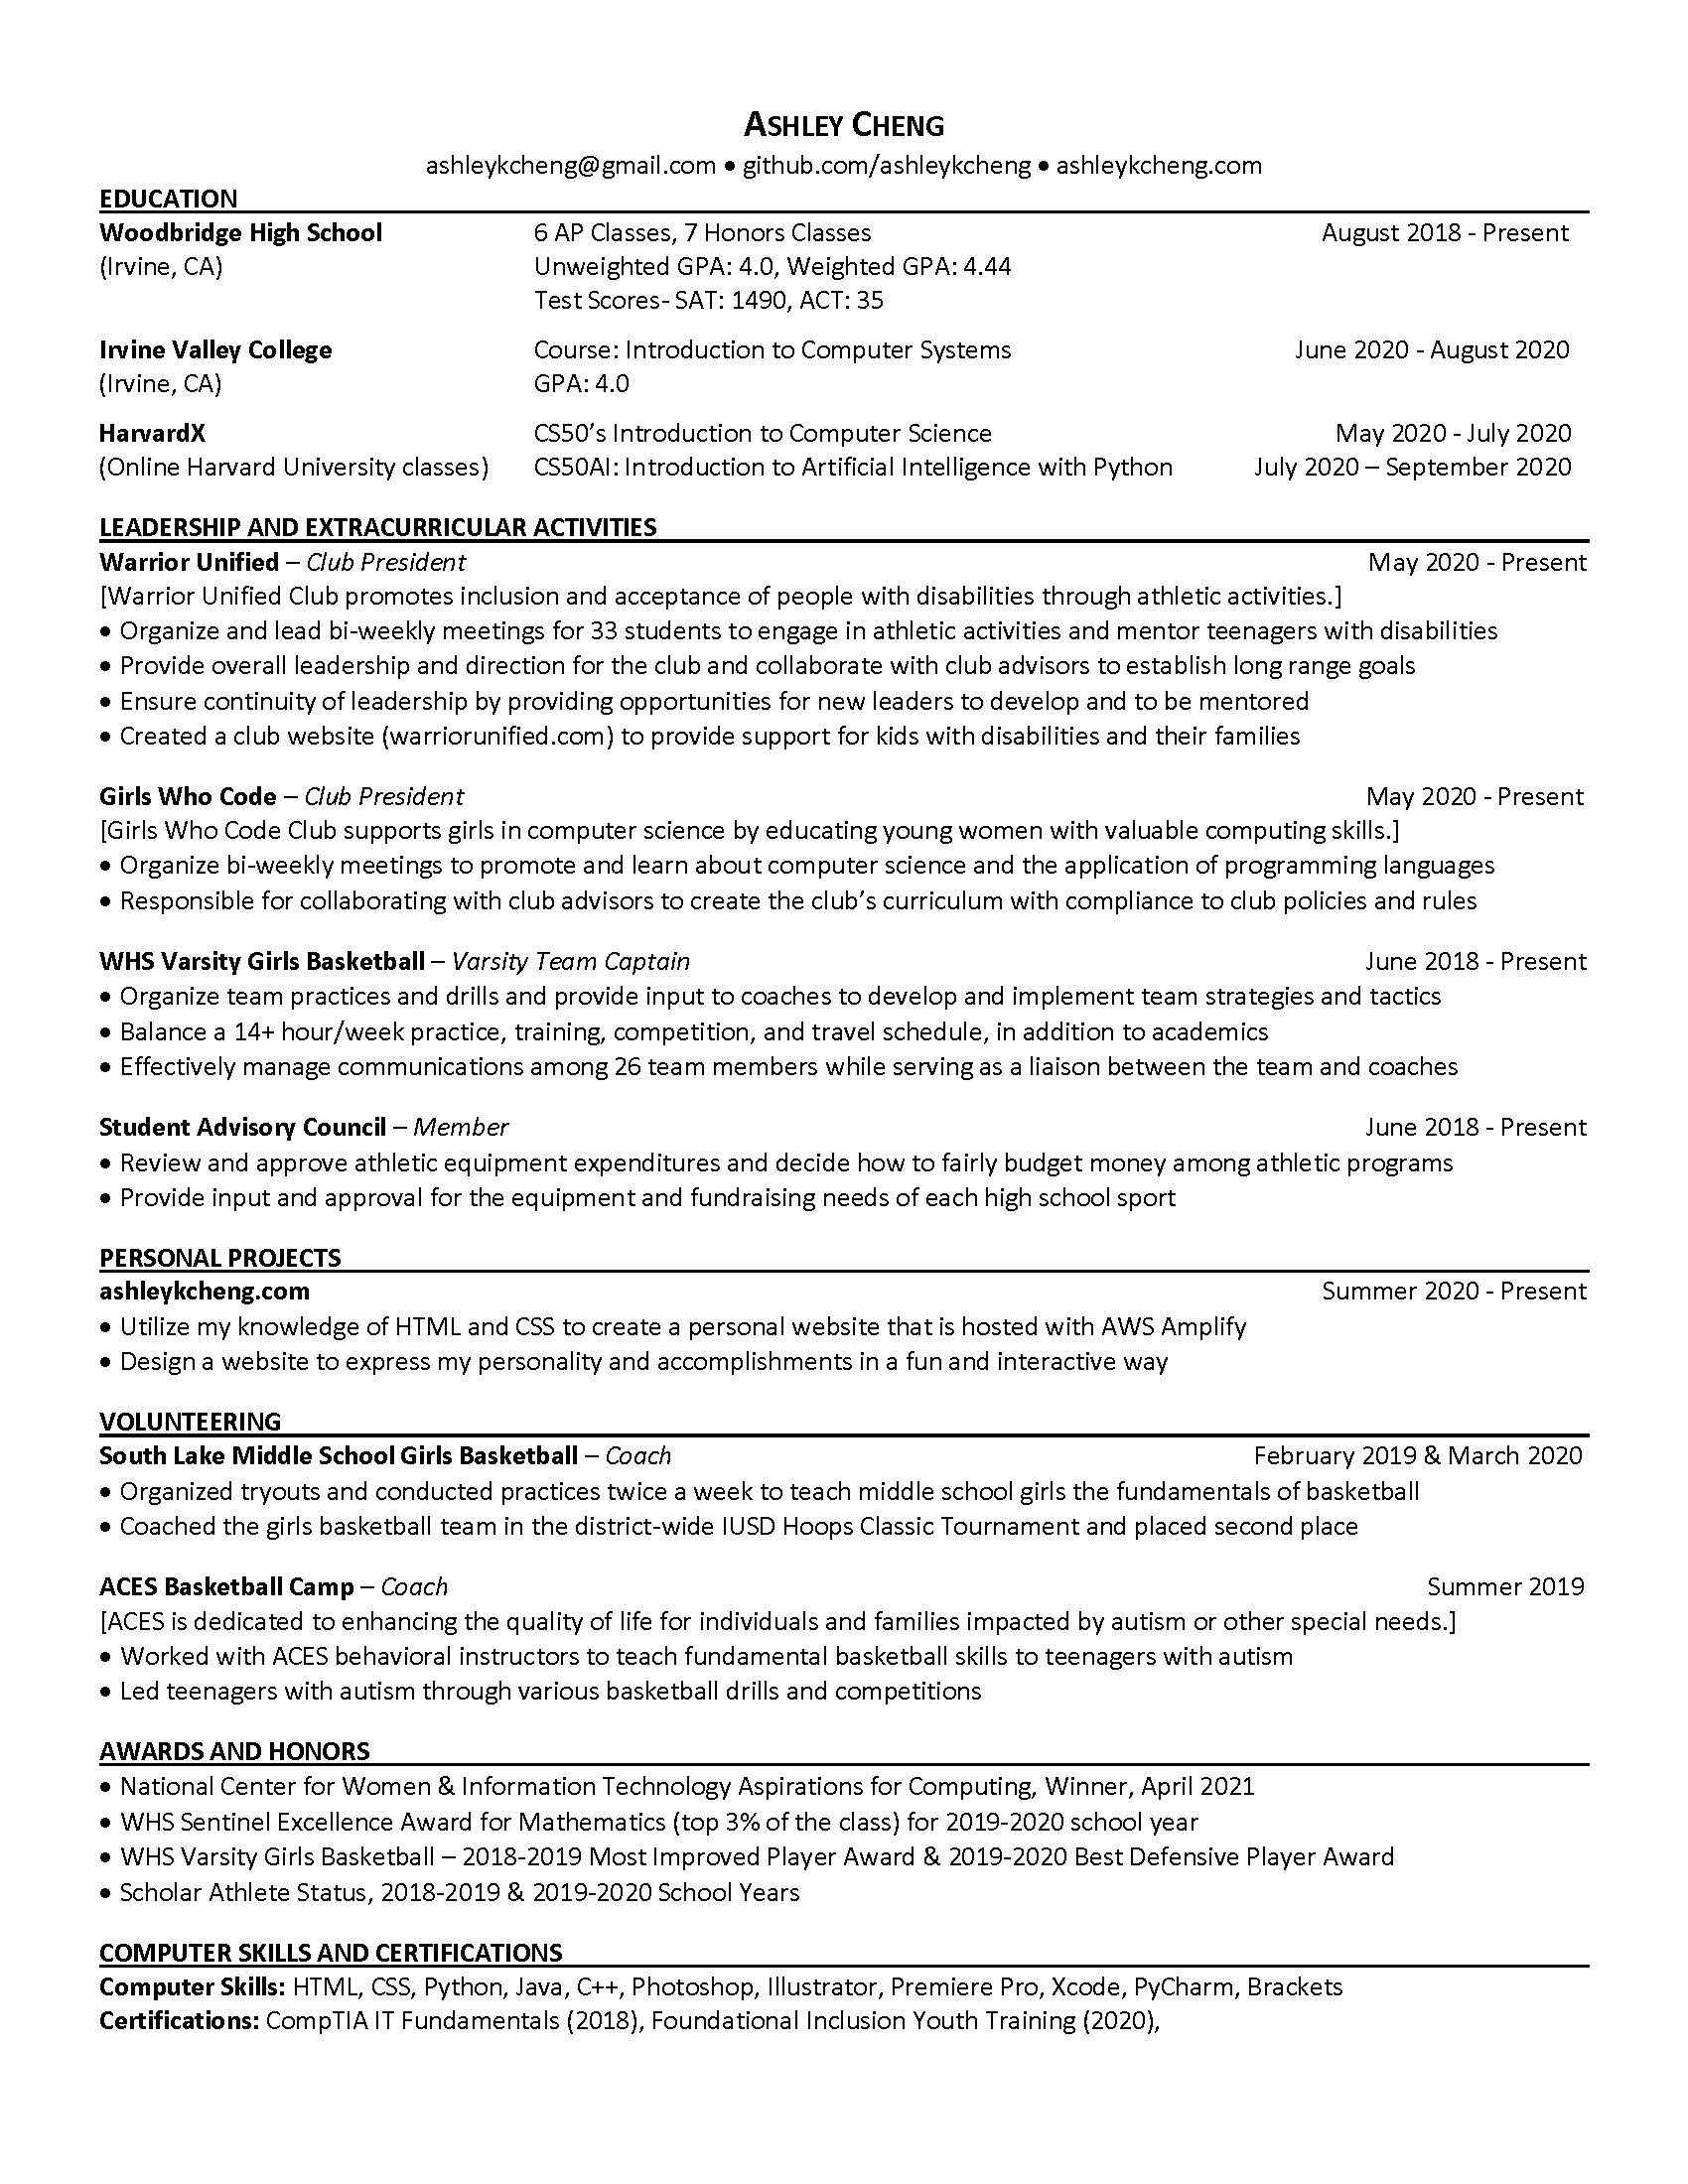 ASHLEY CHENG
ashleykcheng@gmail.com • github.com/ashleykcheng • ashleykcheng.com
EDUCATION
Woodbridge High School 6 AP Classes, 7 Honors Classes August 2018 - Present
(Irvine, CA) Unweighted GPA: 4.0, Weighted GPA: 4.44
Test Scores- SAT: 1490, ACT: 35
Irvine Valley College Course: Introduction to Computer Systems June 2020 - August 2020
(Irvine, CA) GPA: 4.0
HarvardX CS50’s Introduction to Computer Science May 2020 - July 2020
(Online Harvard University classes) CS50AI: Introduction to Artificial Intelligence with Python July 2020 – September 2020
LEADERSHIP AND EXTRACURRICULAR ACTIVITIES
Warrior Unified – Club President May 2020 - Present
[Warrior Unified Club promotes inclusion and acceptance of people with disabilities through athletic activities.]
• Organize and lead bi-weekly meetings for 33 students to engage in athletic activities and mentor teenagers with disabilities
• Provide overall leadership and direction for the club and collaborate with club advisors to establish long range goals
• Ensure continuity of leadership by providing opportunities for new leaders to develop and to be mentored
• Created a club website (warriorunified.com) to provide support for kids with disabilities and their families
Girls Who Code – Club President May 2020 - Present
[Girls Who Code Club supports girls in computer science by educating young women with valuable computing skills.]
• Organize bi-weekly meetings to promote and learn about computer science and the application of programming languages
• Responsible for collaborating with club advisors to create the club’s curriculum with compliance to club policies and rules
WHS Varsity Girls Basketball – Varsity Team Captain June 2018 - Present
• Organize team practices and drills and provide input to coaches to develop and implement team strategies and tactics
• Balance a 14+ hour/week practice, training, competition, and travel schedule, in addition to academics
• Effectively manage communications among 26 team members while serving as a liaison between the team and coaches
Student Advisory Council – Member June 2018 - Present
• Review and approve athletic equipment expenditures and decide how to fairly budget money among athletic programs
• Provide input and approval for the equipment and fundraising needs of each high school sport
PERSONAL PROJECTS
ashleykcheng.com Summer 2020 - Present
• Utilize my knowledge of HTML and CSS to create a personal website that is hosted with AWS Amplify
• Design a website to express my personality and accomplishments in a fun and interactive way
VOLUNTEERING
South Lake Middle School Girls Basketball – Coach February 2019 & March 2020
• Organized tryouts and conducted practices twice a week to teach middle school girls the fundamentals of basketball
• Coached the girls basketball team in the district-wide IUSD Hoops Classic Tournament and placed second place
ACES Basketball Camp – Coach Summer 2019
[ACES is dedicated to enhancing the quality of life for individuals and families impacted by autism or other special needs.]
• Worked with ACES behavioral instructors to teach fundamental basketball skills to teenagers with autism
• Led teenagers with autism through various basketball drills and competitions
AWARDS AND HONORS
• National Center for Women & Information Technology Aspirations for Computing, Winner, April 2021
• WHS Sentinel Excellence Award for Mathematics (top 3% of the class) for 2019-2020 school year
• WHS Varsity Girls Basketball – 2018-2019 Most Improved Player Award & 2019-2020 Best Defensive Player Award
• Scholar Athlete Status, 2018-2019 & 2019-2020 School Years
COMPUTER SKILLS AND CERTIFICATIONS
Computer Skills: HTML, CSS, Python, Java, C++, Photoshop, Illustrator, Premiere Pro, Xcode, PyCharm, Brackets
Certifications: CompTIA IT Fundamentals (2018), Foundational Inclusion Youth Training (2020),